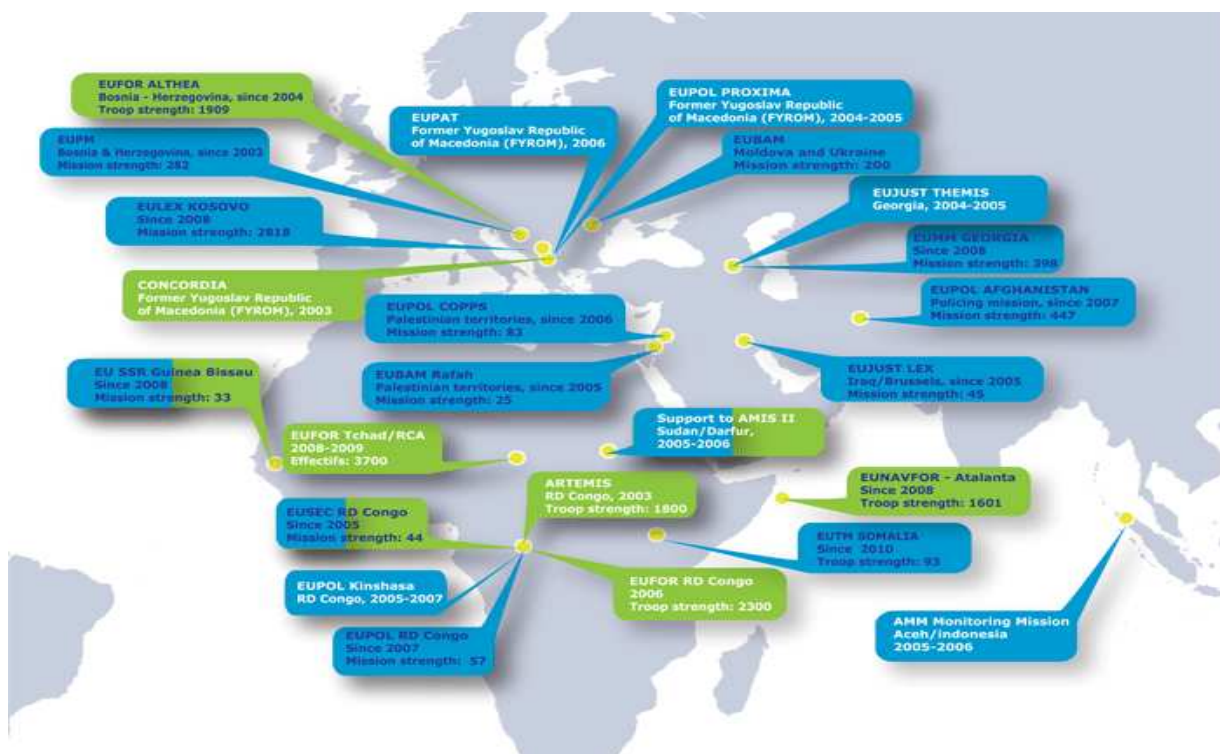 EUFOR ALTHEA
Bosnia - Herzegovina, since 2004
Troop strength: 1909
EUPM
Bosnia & Herzegovina, since 2003
Mission strength: 282
EULEX KOSOVO
Since 2008
Mission strength: 2818
CONCORDIA
Former Yugoslav Republic
of Macedonia (FYROM), 2003
EUPAT
Former Yugoslav Republic
of Macedonia (FYROM), 2006
EUPOL PROXIMA
Former Yugoslav Republic
of Macedonia (FYROM), 2004-2005
EUBAM
Moldova and Ukraine
Mission strength: 200
EUJUST THEMIS
Georgia, 2004-2005
EUMM GEORGIA
Since 2008
Mission strength: 398
EUPOL AFGHANISTAN
Policing mission, since 2007
Mission strength: 447
EUPOL COPPS
Palestinian territories, since 2006
Mission strength: 83
EUBAM Rafah
Palestinian territories, since 2005
Mission strength: 25
EUJUST LEX
Iraq/Brussels, since 2005
Mission strength: 45
EU SSR Guinea Bissau
Since 2008
Mission strength: 33
EUFOR Tchad/RCA
2008-2009
Effectifs: 3700
Support to AMIS II
Sudan/Darfur,
2005-2006
ARTEMIS
RD Congo, 2003
Troop strength: 1800
EUNAVFOR - Atalanta
Since 2008
Troop strength: 1601
EUSEC RD Congo
Since 2005
Mission strength: 44
EUTM SOMALIA
Since 2010
Troop strength: 93
EUPOL Kinshasa
RD Congo, 2005-2007
EUFOR RD Congo
2006
Troop strength: 2300
EUPOL RD Congo
Since 2007
Mission strength: 57
AMM Monitoring Mission
Aceh/indonesia
2005-2006